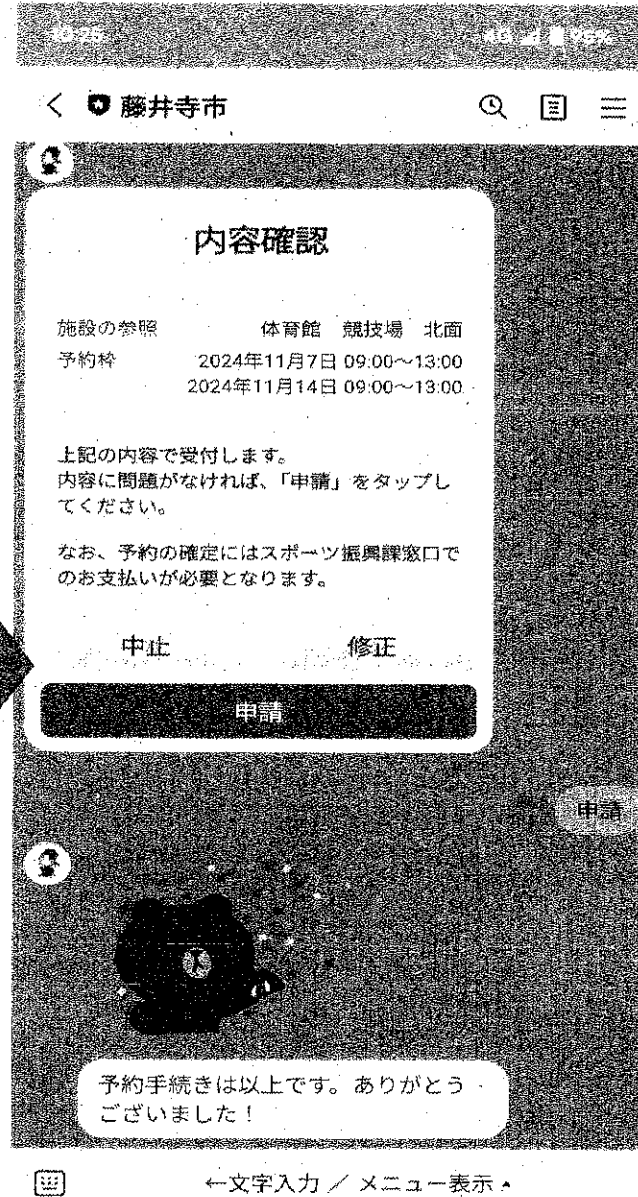 10:25 4G 96%
藤井寺市
内容確認
施設の参照 体育館 競技場 北面
予約枠 2024年11月7日 09:00～13:00
2024年11月14日 09:00～13:00
上記の内容で受付します。
内容に問題がなければ、「申請」をタップし
てください。
なお、予約の確定にはスポーツ振興課窓口で
のお支払いが必要となります。
中止 修正
申請
申請
予約手続きは以上です。ありがとう
ございました！
←文字入力 ／ メニュー表示▲